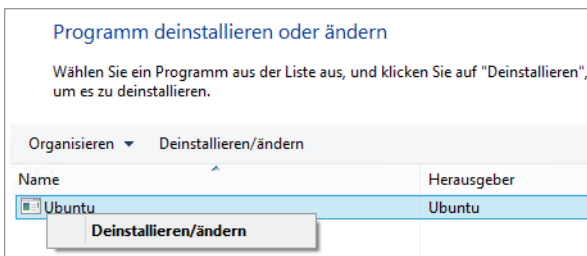 Programm deinstallieren oder ändern
Wählen Sie ein Programm aus der Liste aus, und klicken Sie auf "Deinstallieren",
um es zu deinstallieren.
Organisieren Deinstallieren/ändern
Name Herausgeber
Ubuntu Ubuntu
Deinstallieren/ändern